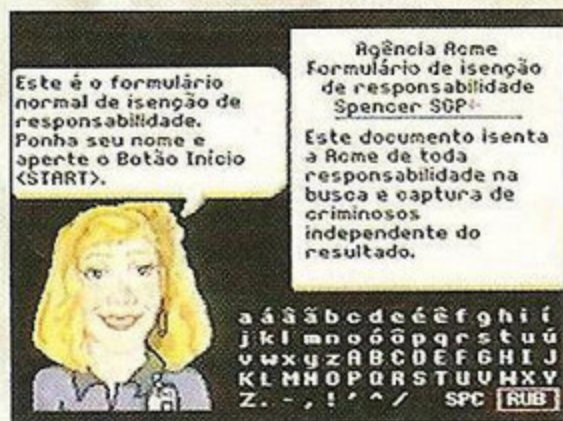 Este é o formulário
normal de isenção de
responsabilidade.
Ponha seu nome e
aperte o Botão Início
<START>.
Agência Acme
Formulário de isenção
de responsabilidade
Spencer SGP
Este documento isenta
a Acme de toda
responsabilidade na
busca e captura de
criminosos
independente do
resultado.
a á â ã b c d e é ê f g h i í
j k l m n o ó ô p q r s t u ú
v w x y z A B C D E F G H I J
K L M N O P Q R S T U V W X Y
Z . - , ! ' ^ / SPC RUB